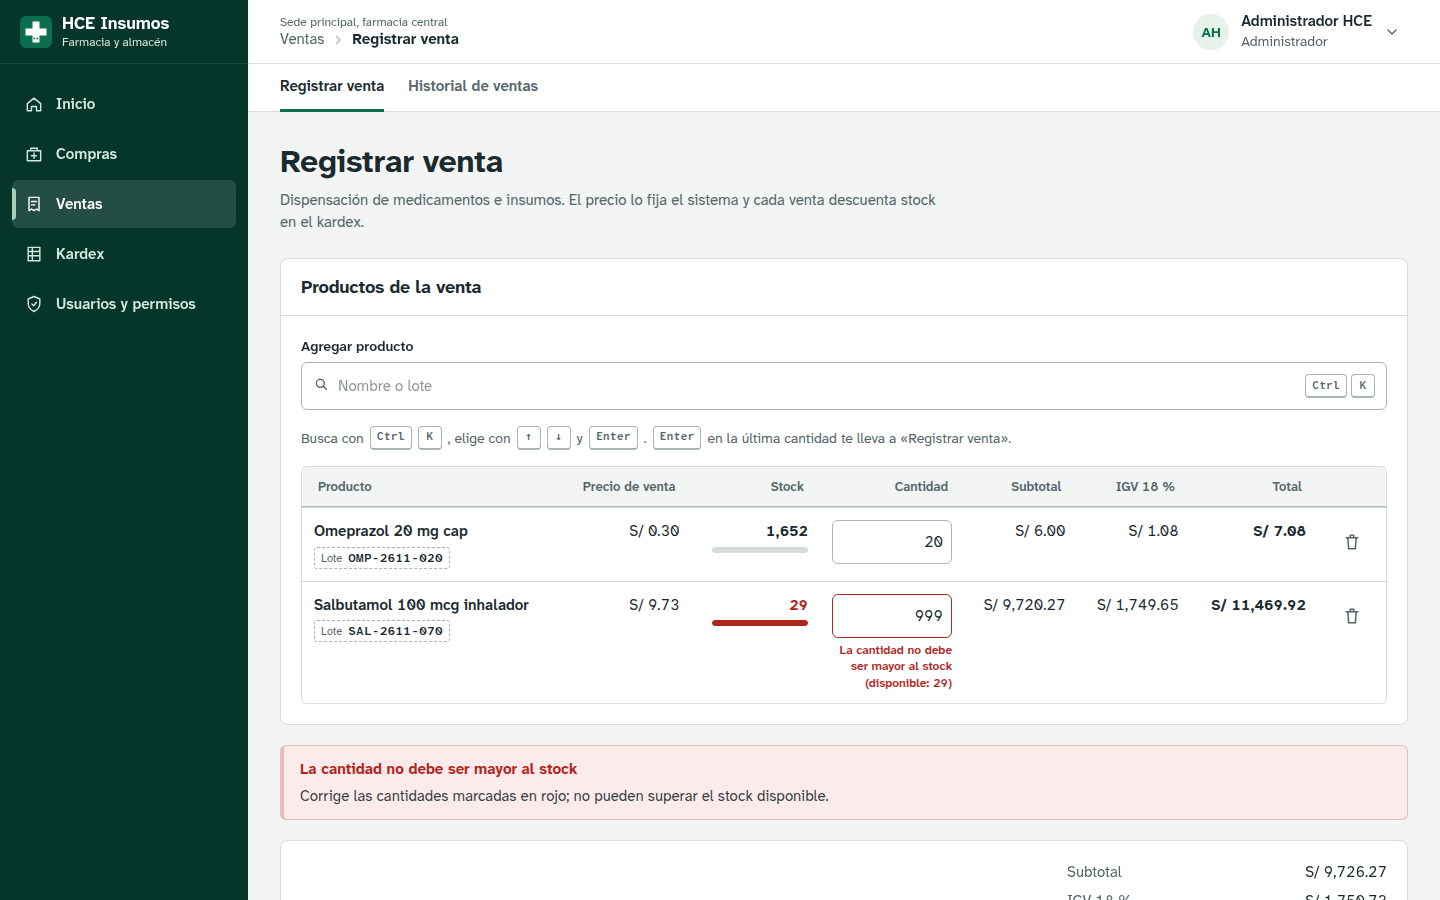 HCE Insumos
Farmacia y almacén
Inicio
Compras
Ventas
Kardex
Usuarios y permisos
Sede principal, farmacia central
Ventas > Registrar venta
AH
Administrador HCE
Administrador
Registrar venta
Historial de ventas
Registrar venta
Dispensación de medicamentos e insumos. El precio lo fija el sistema y cada venta descuenta stock
en el kardex.
Productos de la venta
Agregar producto
Nombre o lote
Ctrl K
Busca con Ctrl K , elige con ↑ ↓ y Enter . Enter en la última cantidad te lleva a «Registrar venta».
Producto Precio de venta Stock Cantidad Subtotal IGV 18 % Total
Omeprazol 20 mg cap S/ 0.30 1,652 20 S/ 6.00 S/ 1.08 S/ 7.08
Lote OMP-2611-020
Salbutamol 100 mcg inhalador S/ 9.73 29 999 S/ 9,720.27 S/ 1,749.65 S/ 11,469.92
Lote SAL-2611-070
La cantidad no debe
ser mayor al stock
(disponible: 29)
La cantidad no debe ser mayor al stock
Corrige las cantidades marcadas en rojo; no pueden superar el stock disponible.
Subtotal S/ 9,726.27
IGV 18 % S/ 1,750.73